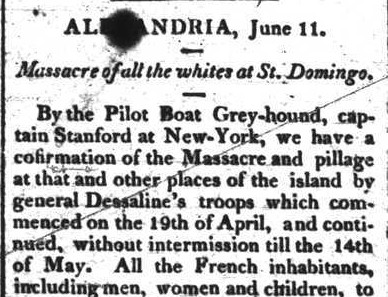 ALE ANDRIA, June 11.
Massacre of all the whites at St. Domingo.
By the Pilot Boat Grey-hound, cap-
tain Stanford at New-York, we have a
cofirmation of the Massacre and pillage
at that and other places of the island by
general Dessaline's troops which com-
menced on the 19th of April, and conti-
nued, without intermission till the 14th
of May. All the French inhabitants,
including men, women and children, to